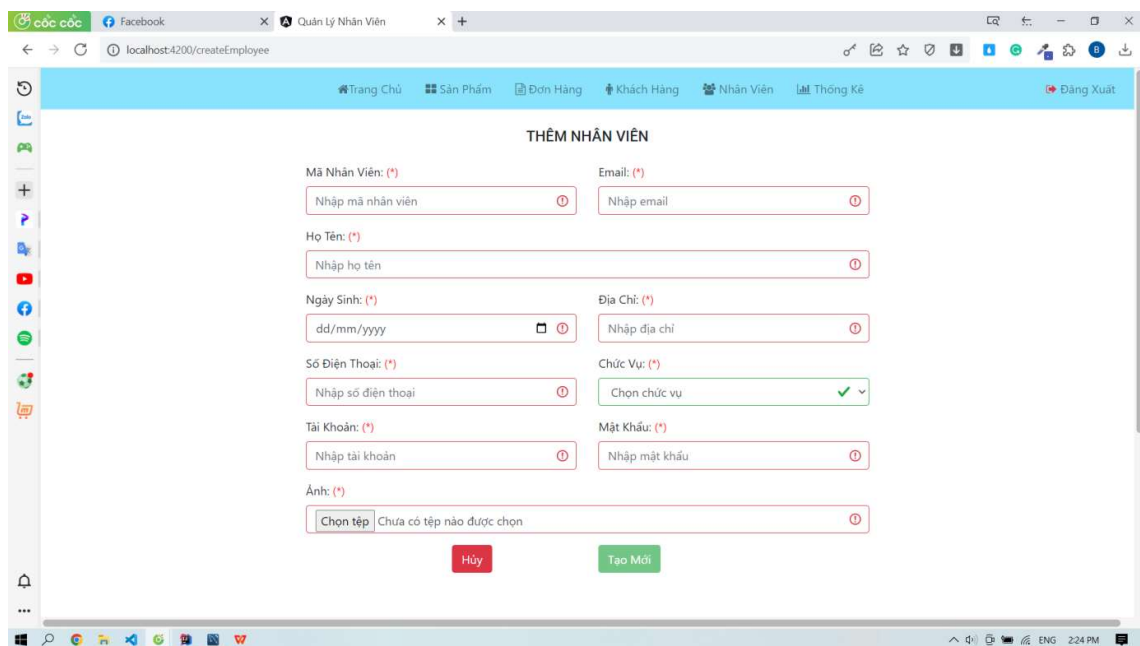 cốc cốc Facebook Quản Lý Nhân Viên
localhost:4200/createEmployee
B
Zalo
Trang Chủ Sản Phẩm Đơn Hàng Khách Hàng Nhân Viên Thống Kê Đăng Xuất
THÊM NHÂN VIÊN
Mã Nhân Viên: (*) Email: (*)
Nhập mã nhân viên Nhập email
Họ Tên: (*)
Nhập họ tên
Ngày Sinh: (*) Địa Chỉ: (*)
dd/mm/yyyy Nhập địa chỉ
Số Điện Thoại: (*) Chức Vụ: (*)
Nhập số điện thoại Chọn chức vụ
Tài Khoản: (*) Mật Khẩu: (*)
Nhập tài khoản Nhập mật khẩu
Ảnh: (*)
Chọn tệp Chưa có tệp nào được chọn
Hủy Tạo Mới
ENG 2:24 PM